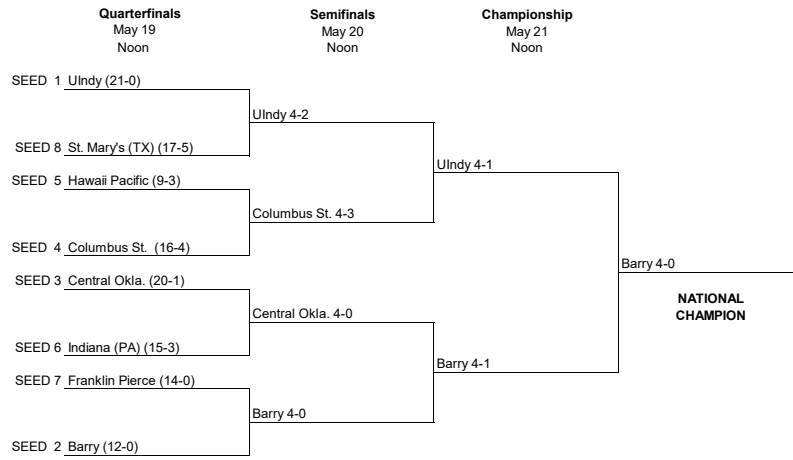 Quarterfinals
May 19
Noon
Semifinals
May 20
Noon
Championship
May 21
Noon
SEED 1 UIndy (21-0)
UIndy 4-2
SEED 8 St. Mary's (TX) (17-5)
UIndy 4-1
SEED 5 Hawaii Pacific (9-3)
Columbus St. 4-3
SEED 4 Columbus St. (16-4)
Barry 4-0
SEED 3 Central Okla. (20-1)
NATIONAL
CHAMPION
Central Okla. 4-0
SEED 6 Indiana (PA) (15-3)
Barry 4-1
SEED 7 Franklin Pierce (14-0)
Barry 4-0
SEED 2 Barry (12-0)